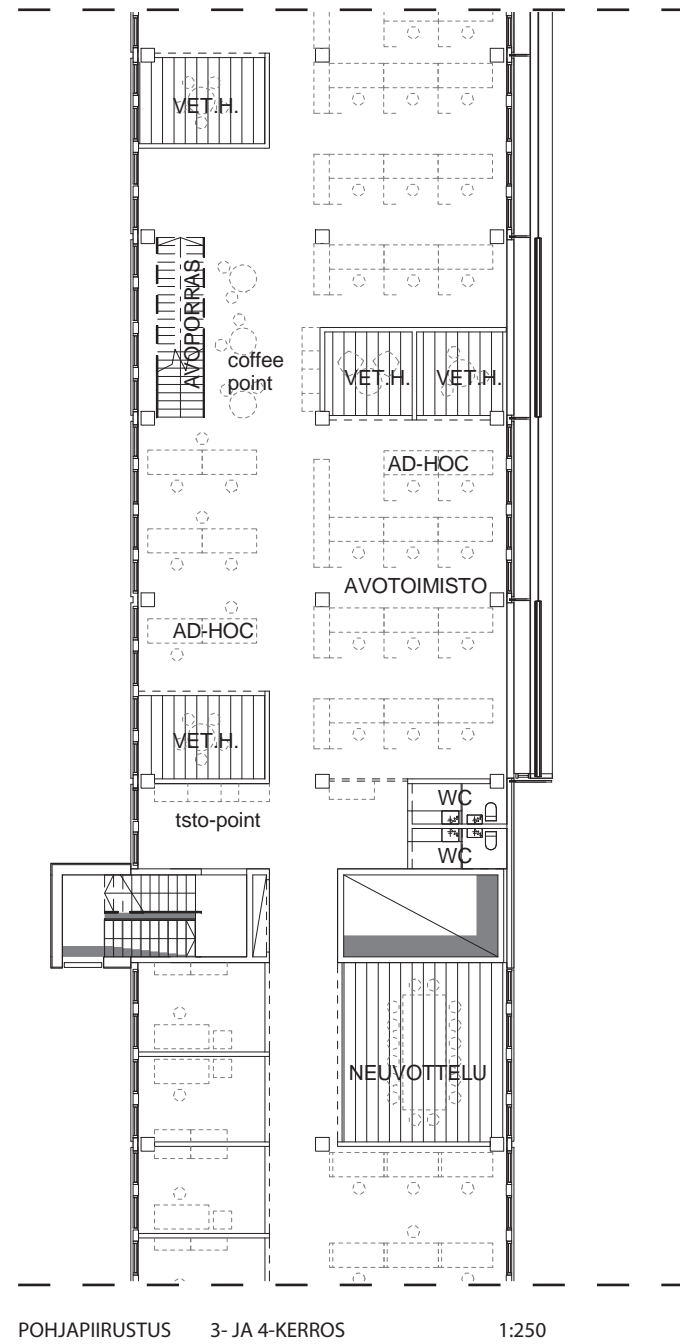 VET.H.
AVOPORRAS
coffee
point
VET.H. VET.H.
AD-HOC
AVOTOIMISTO
AD-HOC
VET.H.
WC
tsto-point
WC
NEUVOTTELU
POHJAPIIRUSTUS 3- JA 4-KERROS 1:250